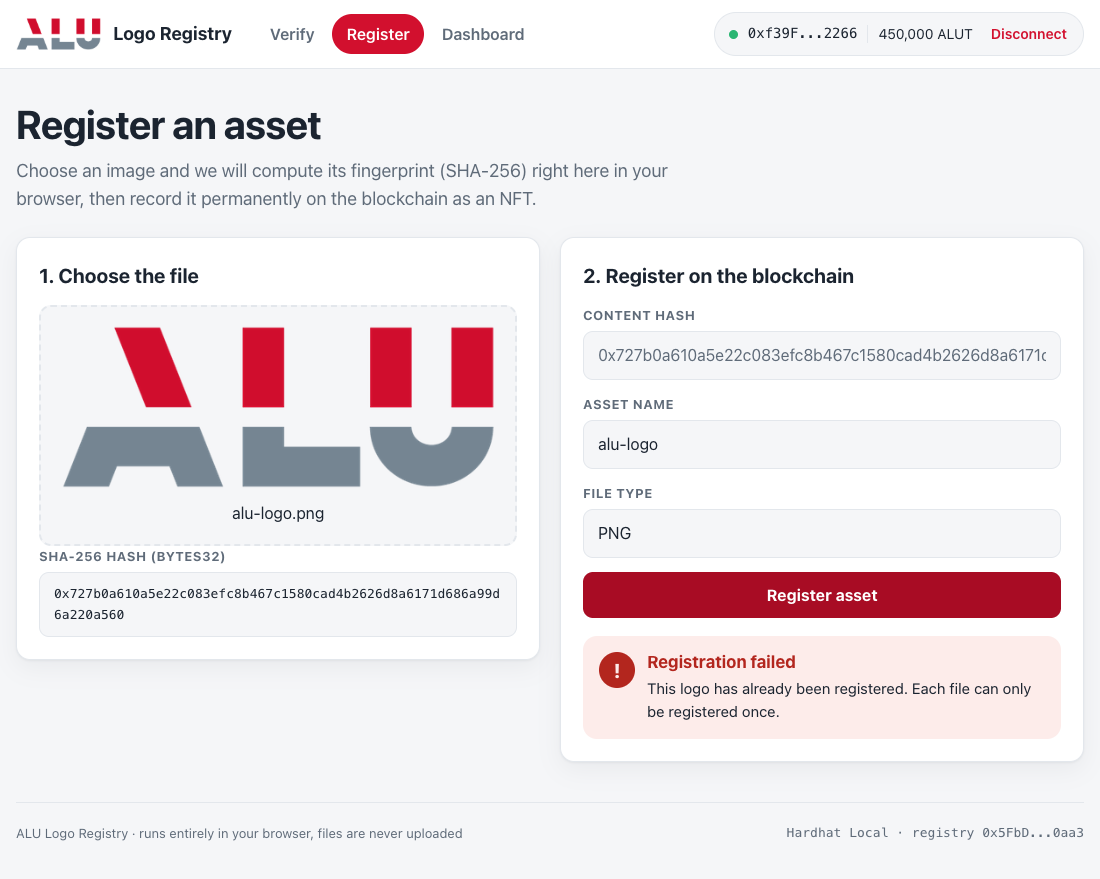 ALU Logo Registry
Verify
Register
Dashboard
0xf39F...2266
450,000 ALUT
Disconnect
Register an asset
Choose an image and we will compute its fingerprint (SHA-256) right here in your
browser, then record it permanently on the blockchain as an NFT.
1. Choose the file
ALU
alu-logo.png
SHA-256 HASH (BYTES32)
0x727b0a610a5e22c083efc8b467c1580cad4b2626d8a6171d686a99d
6a220a560
2. Register on the blockchain
CONTENT HASH
0x727b0a610a5e22c083efc8b467c1580cad4b2626d8a6171
ASSET NAME
alu-logo
FILE TYPE
PNG
Register asset
!
Registration failed
This logo has already been registered. Each file can only
be registered once.
ALU Logo Registry · runs entirely in your browser, files are never uploaded
Hardhat Local · registry 0x5FbD...0aa3